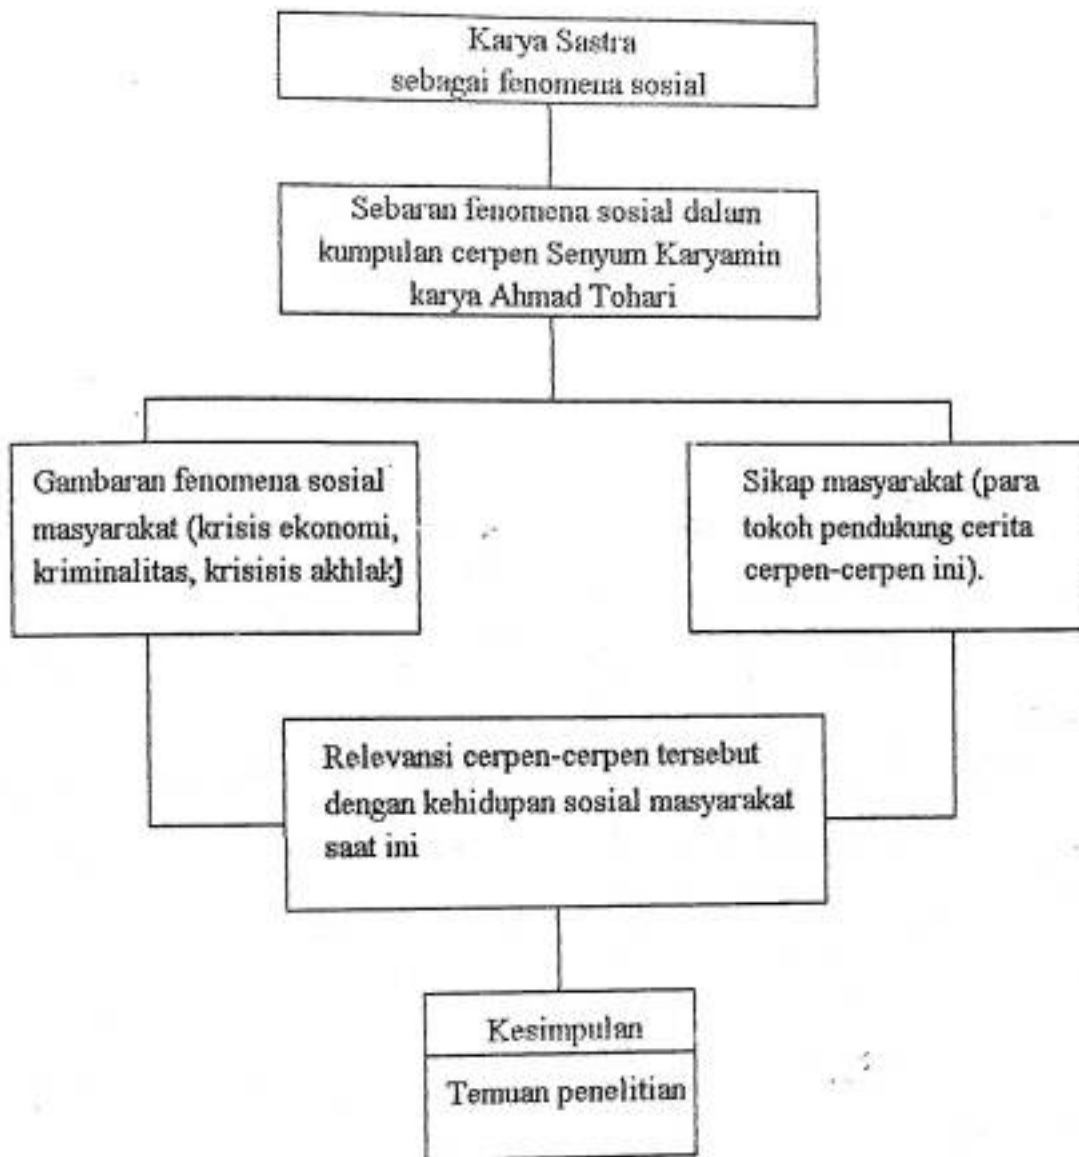 Karya Sastra
sebagai fenomena sosial
Sebaran fenomena sosial dalam
kumpulan cerpen Senyum Karyamin
karya Ahmad Tohari
Gambaran fenomena sosial
masyarakat (krisis ekonomi,
kriminalitas, krisisis akhlak)
Sikap masyarakat (para
tokoh pendukung cerita
cerpen-cerpen ini).
Relevansi cerpen-cerpen tersebut
dengan kehidupan sosial masyarakat
saat ini
Kesimpulan
Temuan penelitian